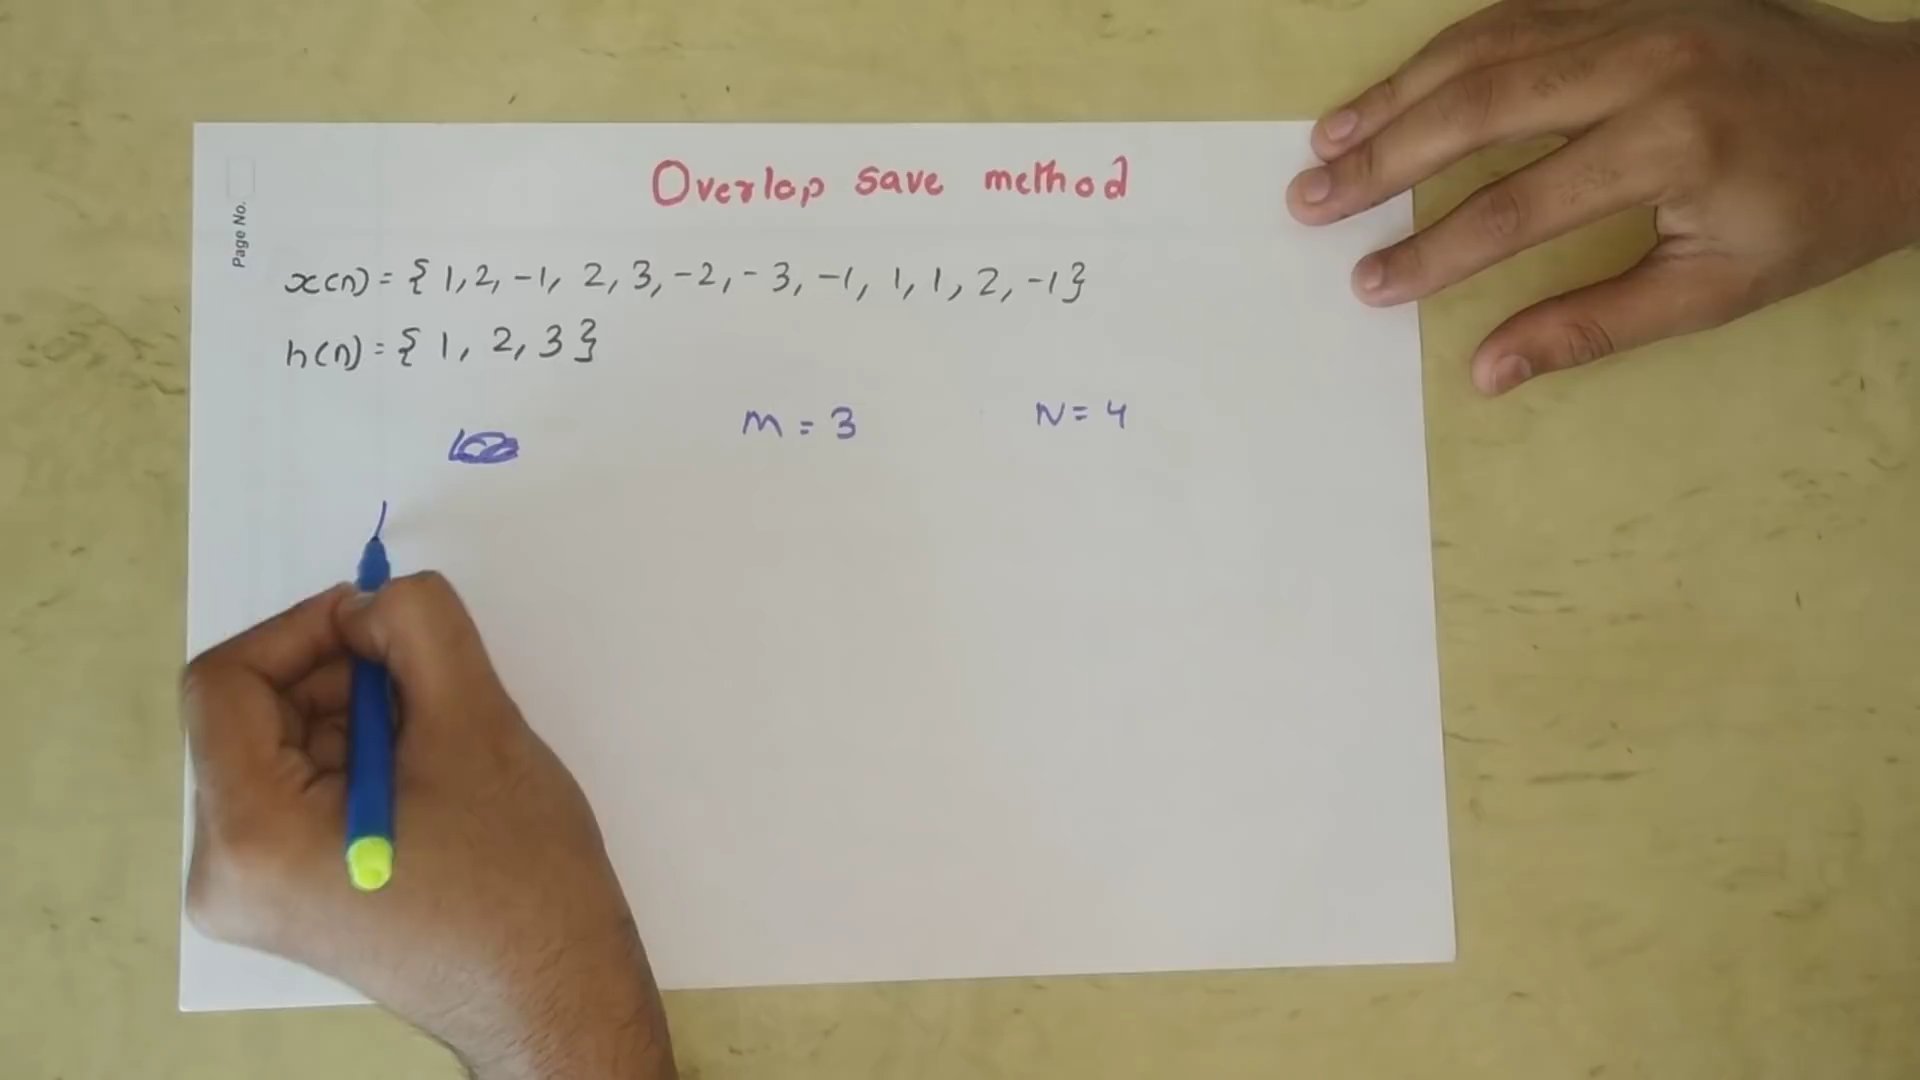 Page No.
Overlap save method
x(n) = { 1, 2, -1, 2, 3, -2, -3, -1, 1, 1, 2, -1}
h(n) = { 1, 2, 3 }
M = 3 N = 4